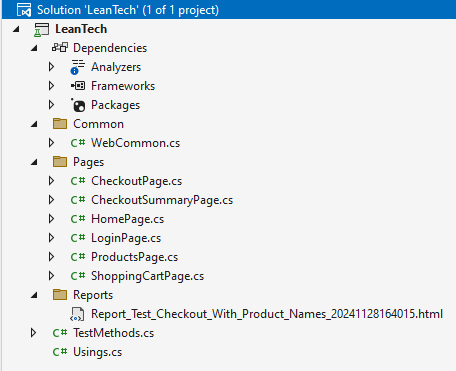 Solution 'LeanTech' (1 of 1 project)
LeanTech
Dependencies
Analyzers
Frameworks
Packages
Common
C# WebCommon.cs
Pages
C# CheckoutPage.cs
C# CheckoutSummaryPage.cs
C# HomePage.cs
C# LoginPage.cs
C# ProductsPage.cs
C# ShoppingCartPage.cs
Reports
Report_Test_Checkout_With_Product_Names_20241128164015.html
C# TestMethods.cs
C# Usings.cs